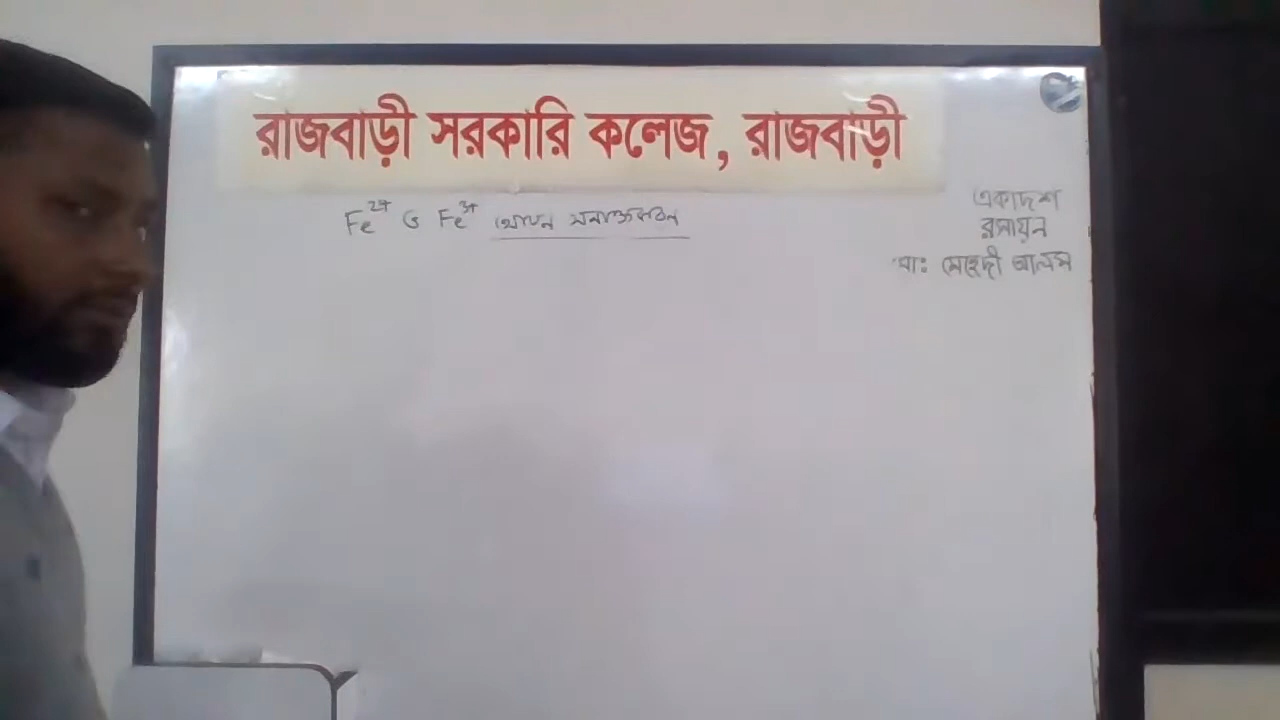 রাজবাড়ী সরকারি কলেজ, রাজবাড়ী
Fe²⁺ ও Fe³⁺ আয়ন সনাক্তকরণ
একাদশ
রসায়ন
মোঃ মেহেদী আলম